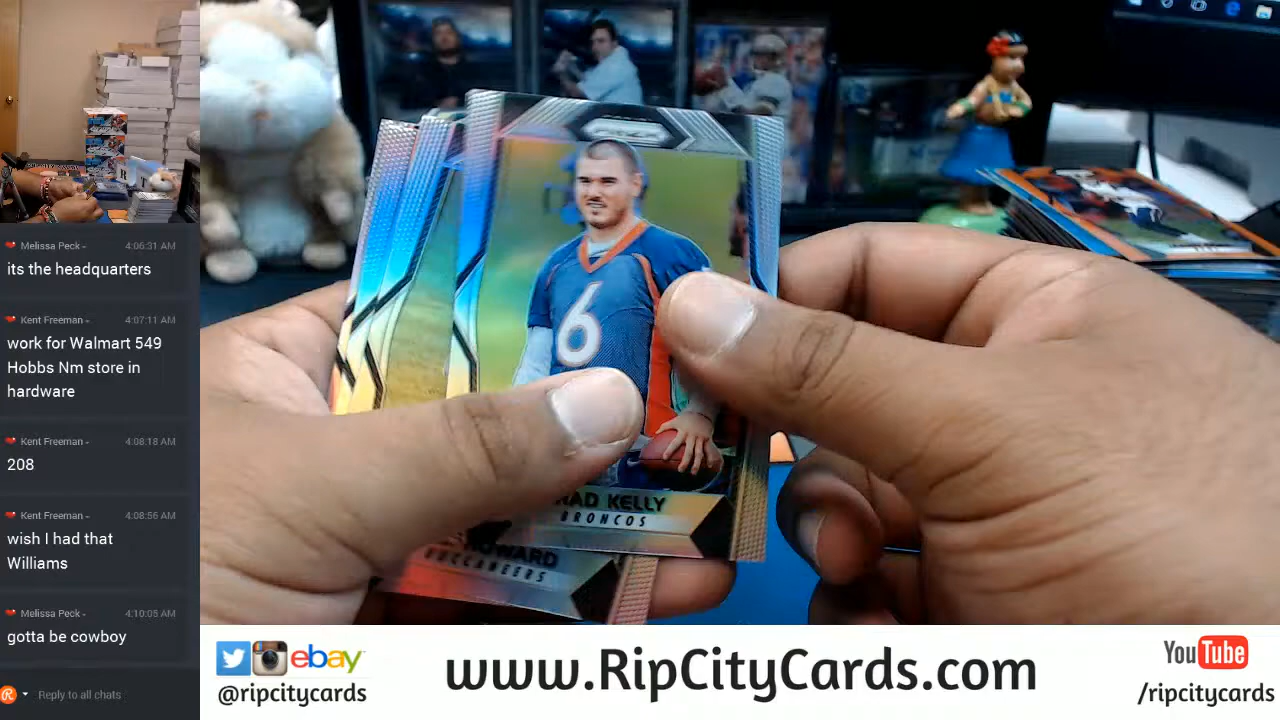 Melissa Peck 4:06:31 AM
its the headquarters
Kent Freeman 4:07:11 AM
work for Walmart 549
Hobbs Nm store in
hardware
Kent Freeman 4:08:18 AM
208
Kent Freeman 4:08:56 AM
wish I had that
Williams
Melissa Peck 4:10:05 AM
gotta be cowboy
Reply to all chats
6
KELLY
BRONCOS
BUCCANEERS
ebay
@ripcitycards
www.RipCityCards.com
YouTube
/ripcitycards